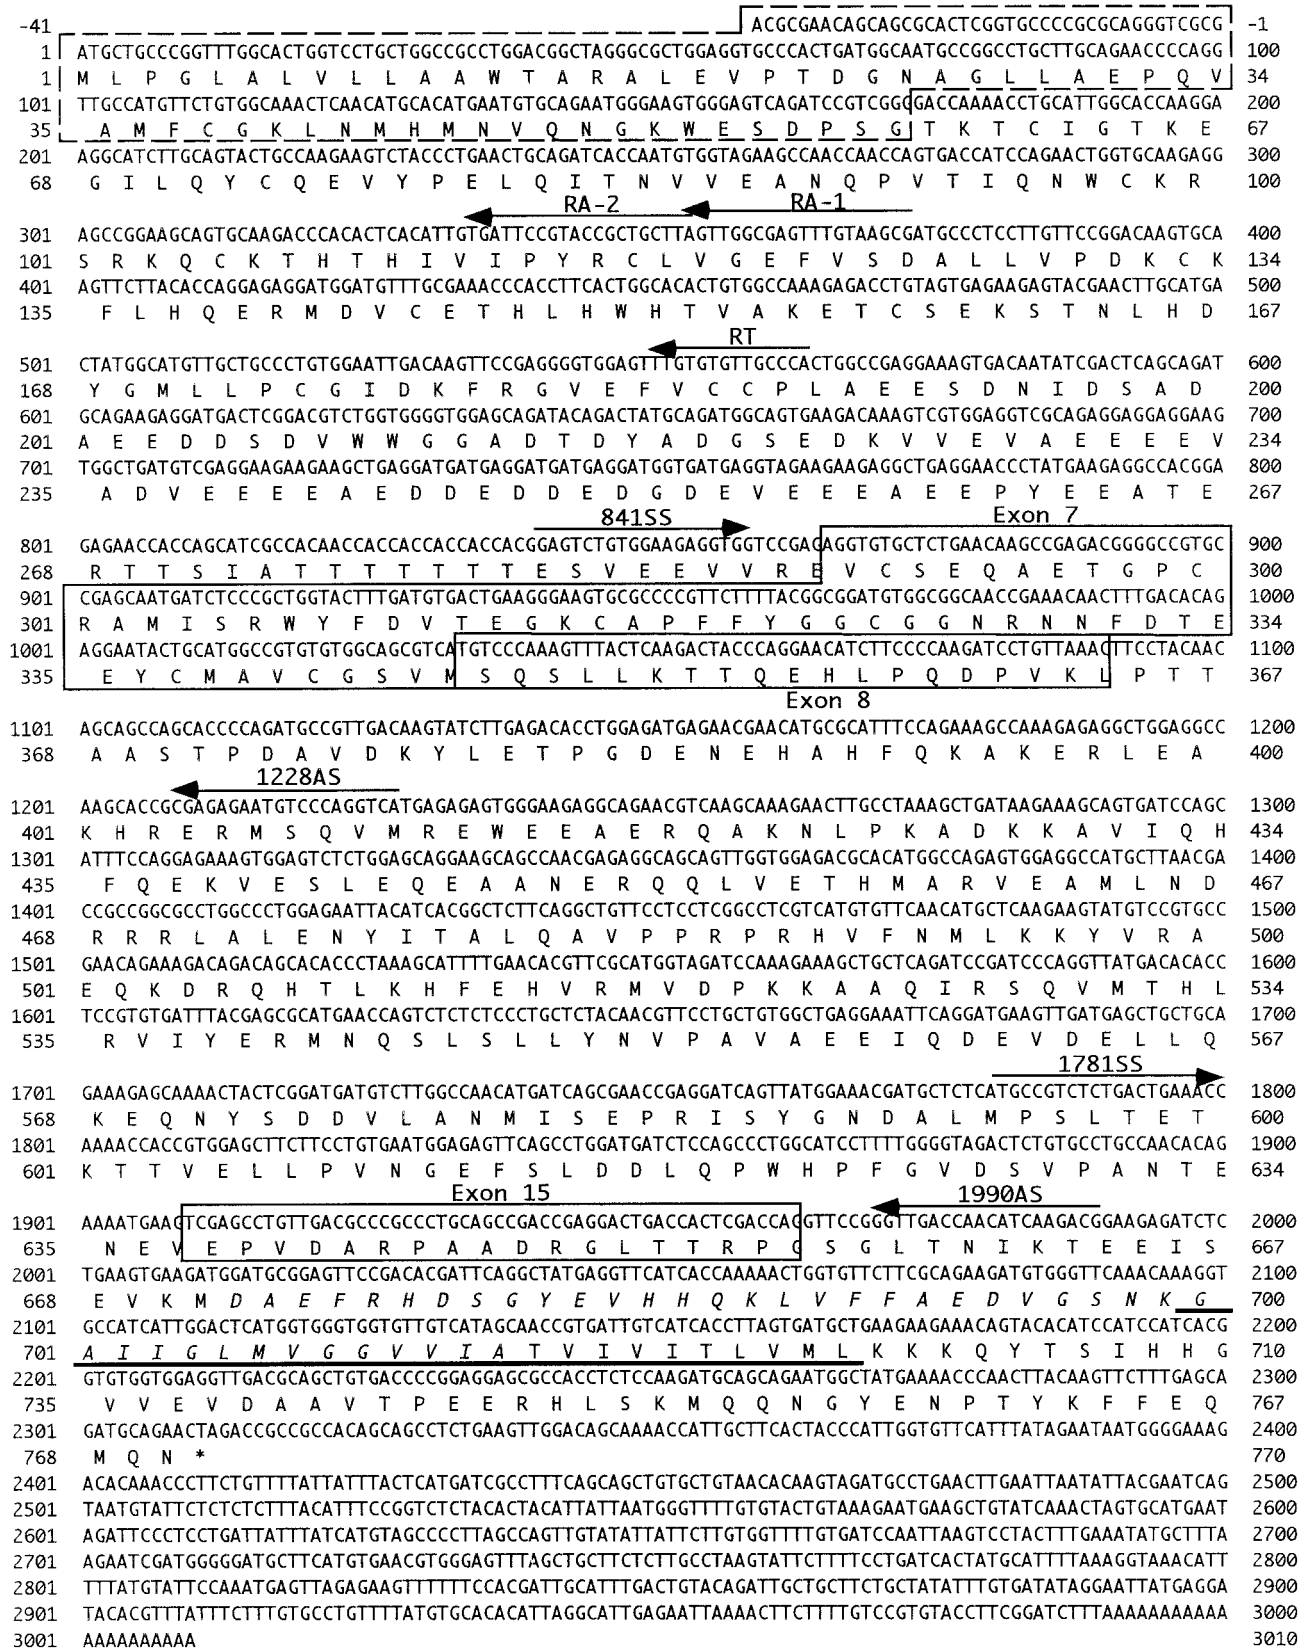 -41 ACGCGAACAGCAGCGCACTCGGTGCCCCGCGCAGGGTCGCG -1
1 ATGCTGCCCGGTTTGGCACTGGTCCTGCTGGCCGCCTGGACGGCTAGGGCGCTGGAGGTGCCCACTGATGGCAATGCCGGCCTGCTTGCAGAACCCCAGG 100
1 M L P G L A L V L L A A W T A R A L E V P T D G N A G L L A E P Q V 34
101 TTGCCATGTTCTGTGGCAAACTCAACATGCACATGAATGTGCAGAATGGGAAGTGGGAGTCAGATCCGTCGGGGACCAAAACCTGCATTGGCACCAAGGA 200
35 A M F C G K L N M H M N V Q N G K W E S D P S G T K T C I G T K E 67
201 AGGCATCTTGCAGTACTGCCAAGAAGTCTACCCTGAACTGCAGATCACCAATGTGGTAGAAGCCAACCAACCAGTGACCATCCAGAACTGGTGCAAGAGG 300
68 G I L Q Y C Q E V Y P E L Q I T N V V E A N Q P V T I Q N W C K R 100
RA-2 RA-1
301 AGCCGGAAGCAGTGCAAGACCCACACTCACATTGTGATTCCGTACCGCTGCTTAGTTGGCGAGTTTGTAAGCGATGCCCTCCTTGTTCCGGACAAGTGCA 400
101 S R K Q C K T H T H I V I P Y R C L V G E F V S D A L L V P D K C K 134
401 AGTTCTTACACCAGGAGAGGATGGATGTTTGCGAAACCCACCTTCACTGGCACACTGTGGCCAAAGAGACCTGTAGTGAGAAGAGTACGAACTTGCATGA 500
135 F L H Q E R M D V C E T H L H W H T V A K E T C S E K S T N L H D 167
RT
501 CTATGGCATGTTGCTGCCCTGTGGAATTGACAAGTTCCGAGGGGTGGAGTTTGTGTGTTGCCCACTGGCCGAGGAAAGTGACAATATCGACTCAGCAGAT 600
168 Y G M L L P C G I D K F R G V E F V C C P L A E E S D N I D S A D 200
601 GCAGAAGAGGATGACTCGGACGTCTGGTGGGGTGGAGCAGATACAGACTATGCAGATGGCAGTGAAGACAAAGTCGTGGAGGTCGCAGAGGAGGAGGAAG 700
201 A E E D D S D V W W G G A D T D Y A D G S E D K V V E V A E E E E V 234
701 TGGCTGATGTCGAGGAAGAAGAAGCTGAGGATGATGAGGATGATGAGGATGGTGATGAGGTAGAAGAAGAGGCTGAGGAACCCTATGAAGAGGCCACGGA 800
235 A D V E E E E A E D D E D D E D G D E V E E E A E E P Y E E A T E 267
841SS Exon 7
801 GAGAACCACCAGCATCGCCACAACCACCACCACCACCACGGAGTCTGTGGAAGAGGTGGTCCGAGAGGTGTGCTCTGAACAAGCCGAGACGGGGCCGTGC 900
268 R T T S I A T T T T T T T E S V E E V V R E V C S E Q A E T G P C 300
901 CGAGCAATGATCTCCCGCTGGTACTTTGATGTGACTGAAGGGAAGTGCGCCCCGTTCTTTTACGGCGGATGTGGCGGCAACCGAAACAACTTTGACACAG 1000
301 R A M I S R W Y F D V T E G K C A P F F Y G G C G G N R N N F D T E 334
1001 AGGAATACTGCATGGCCGTGTGTGGCAGCGTCATGTCCCAAAGTTTACTCAAGACTACCCAGGAACATCTTCCCCAAGATCCTGTTAAACTTCCTACAAC 1100
335 E Y C M A V C G S V M S Q S L L K T T Q E H L P Q D P V K L P T T 367
Exon 8
1101 AGCAGCCAGCACCCCAGATGCCGTTGACAAGTATCTTGAGACACCTGGAGATGAGAACGAACATGCGCATTTCCAGAAAGCCAAAGAGAGGCTGGAGGCC 1200
368 A A S T P D A V D K Y L E T P G D E N E H A H F Q K A K E R L E A 400
1228AS
1201 AAGCACCGCGAGAGAATGTCCCAGGTCATGAGAGAGTGGGAAGAGGCAGAACGTCAAGCAAAGAACTTGCCTAAAGCTGATAAGAAAGCAGTGATCCAGC 1300
401 K H R E R M S Q V M R E W E E A E R Q A K N L P K A D K K A V I Q H 434
1301 ATTTCCAGGAGAAAGTGGAGTCTCTGGAGCAGGAAGCAGCCAACGAGAGGCAGCAGTTGGTGGAGACGCACATGGCCAGAGTGGAGGCCATGCTTAACGA 1400
435 F Q E K V E S L E Q E A A N E R Q Q L V E T H M A R V E A M L N D 467
1401 CCGCCGGCGCCTGGCCCTGGAGAATTACATCACGGCTCTTCAGGCTGTTCCTCCTCGGCCTCGTCATGTGTTCAACATGCTCAAGAAGTATGTCCGTGCC 1500
468 R R R L A L E N Y I T A L Q A V P P R P R H V F N M L K K Y V R A 500
1501 GAACAGAAAGACAGACAGCACACCCTAAAGCATTTTGAACACGTTCGCATGGTAGATCCAAAGAAAGCTGCTCAGATCCGATCCCAGGTTATGACACACC 1600
501 E Q K D R Q H T L K H F E H V R M V D P K K A A Q I R S Q V M T H L 534
1601 TCCGTGTGATTTACGAGCGCATGAACCAGTCTCTCTCCCTGCTCTACAACGTTCCTGCTGTGGCTGAGGAAATTCAGGATGAAGTTGATGAGCTGCTGCA 1700
535 R V I Y E R M N Q S L S L L Y N V P A V A E E I Q D E V D E L L Q 567
1781SS
1701 GAAAGAGCAAAACTACTCGGATGATGTCTTGGCCAACATGATCAGCGAACCGAGGATCAGTTATGGAAACGATGCTCTCATGCCGTCTCTGACTGAAACC 1800
568 K E Q N Y S D D V L A N M I S E P R I S Y G N D A L M P S L T E T 600
1801 AAAACCACCGTGGAGCTTCTTCCTGTGAATGGAGAGTTCAGCCTGGATGATCTCCAGCCCTGGCATCCTTTTGGGGTAGACTCTGTGCCTGCCAACACAG 1900
601 K T T V E L L P V N G E F S L D D L Q P W H P F G V D S V P A N T E 634
Exon 15 1990AS
1901 AAAATGAAGTCGAGCCTGTTGACGCCCGCCCTGCAGCCGACCGAGGACTGACCACTCGACCAGGTTCCGGGTTGACCAACATCAAGACGGAAGAGATCTC 2000
635 N E V E P V D A R P A A D R G L T T R P G S G L T N I K T E E I S 667
2001 TGAAGTGAAGATGGATGCGGAGTTCCGACACGATTCAGGCTATGAGGTTCATCACCAAAAACTGGTGTTCTTCGCAGAAGATGTGGGTTCAAACAAAGGT 2100
668 E V K M D A E F R H D S G Y E V H H Q K L V F F A E D V G S N K G 700
2101 GCCATCATTGGACTCATGGTGGGTGGTGTTGTCATAGCAACCGTGATTGTCATCACCTTAGTGATGCTGAAGAAGAAACAGTACACATCCATCCATCACG 2200
701 A I I G L M V G G V V I A T V I V I T L V M L K K K Q Y T S I H H G 710
2201 GTGTGGTGGAGGTTGACGCAGCTGTGACCCCGGAGGAGCGCCACCTCTCCAAGATGCAGCAGAATGGCTATGAAAACCCAACTTACAAGTTCTTTGAGCA 2300
735 V V E V D A A V T P E E R H L S K M Q Q N G Y E N P T Y K F F E Q 767
2301 GATGCAGAACTAGACCGCCGCCACAGCAGCCTCTGAAGTTGGACAGCAAAACCATTGCTTCACTACCCATTGGTGTTCATTTATAGAATAATGGGGAAAG 2400
768 M Q N * 770
2401 ACACAAACCCTTCTGTTTTATTATTTACTCATGATCGCCTTTCAGCAGCTGTGCTGTAACACAAGTAGATGCCTGAACTTGAATTAATATTACGAATCAG 2500
2501 TAATGTATTCTCTCTCTTTACATTTCCGGTCTCTACACTACATTATTAATGGGTTTTGTGTACTGTAAAGAATGAAGCTGTATCAAACTAGTGCATGAAT 2600
2601 AGATTCCCTCCTGATTATTTATCATGTAGCCCCTTAGCCAGTTGTATATTATTCTTGTGGTTTTGTGATCCAATTAAGTCCTACTTTGAAATATGCTTTA 2700
2701 AGAATCGATGGGGGATGCTTCATGTGAACGTGGGAGTTTAGCTGCTTCTCTTGCCTAAGTATTCTTTTCCTGATCACTATGCATTTTAAAGGTAAACATT 2800
2801 TTTATGTATTCCAAATGAGTTAGAGAAGTTTTTTCCACGATTGCATTTGACTGTACAGATTGCTGCTTCTGCTATATTTGTGATATAGGAATTATGAGGA 2900
2901 TACACGTTTATTTCTTTGTGCCTGTTTTATGTGCACACATTAGGCATTGAGAATTAAAACTTCTTTTGTCCGTGTACCTTCGGATCTTTAAAAAAAAAAA 3000
3001 AAAAAAAAAA 3010